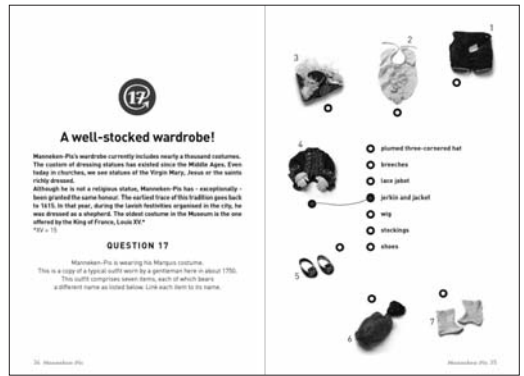 17
A well-stocked wardrobe!
Manneken-Pis's wardrobe currently includes nearly a thousand costumes.
The custom of dressing statues has existed since the Middle Ages. Even
today in churches, we see statues of the Virgin Mary, Jesus or the saints
richly dressed.
Although he is not a religious statue, Manneken-Pis has - exceptionally -
been granted the same honour. The earliest trace of this tradition goes back
to 1615. In that year, during the lavish festivities organised in the city, he
was dressed as a shepherd. The oldest costume in the Museum is the one
offered by the King of France, Louis XV.*
*XV = 15
QUESTION 17
Manneken-Pis is wearing his Marquis costume.
This is a copy of a typical outfit worn by a gentleman here in about 1750.
This outfit comprises seven items, each of which bears
a different name as listed below. Link each item to its name.
34 Manneken-Pis
1
2
3
4
plumed three-cornered hat
breeches
lace jabot
jerkin and jacket
wig
stockings
shoes
5
6
7
Manneken-Pis 35